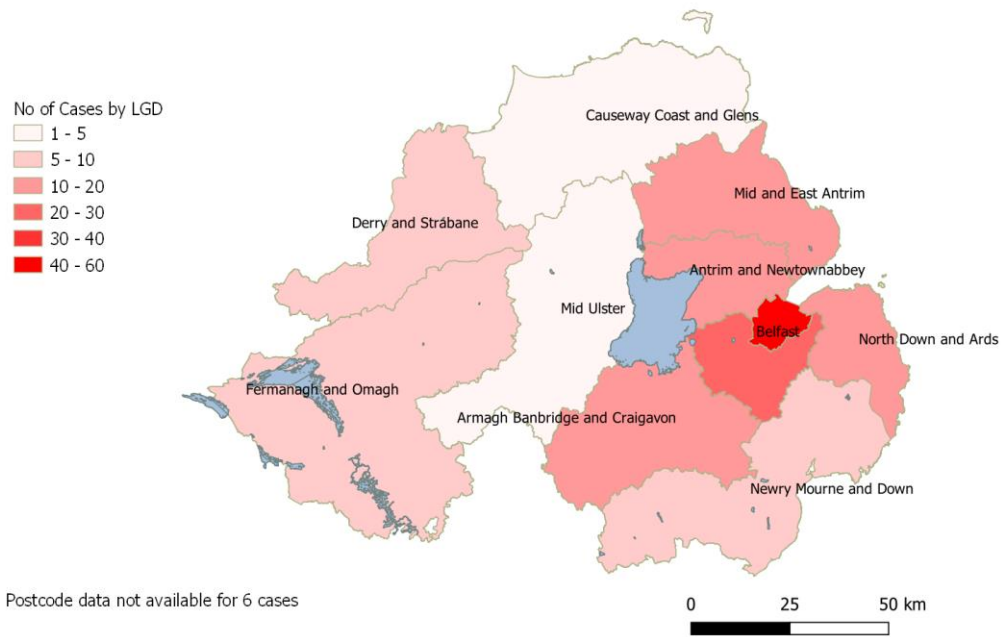 No of Cases by LGD
1 - 5
5 - 10
10 - 20
20 - 30
30 - 40
40 - 60
Causeway Coast and Glens
Mid and East Antrim
Derry and Strábane
Antrim and Newtownabbey
Mid Ulster
Belfast
North Down and Ards
Fermanagh and Omagh
Armagh Banbridge and Craigavon
Newry Mourne and Down
Postcode data not available for 6 cases
0 25 50 km